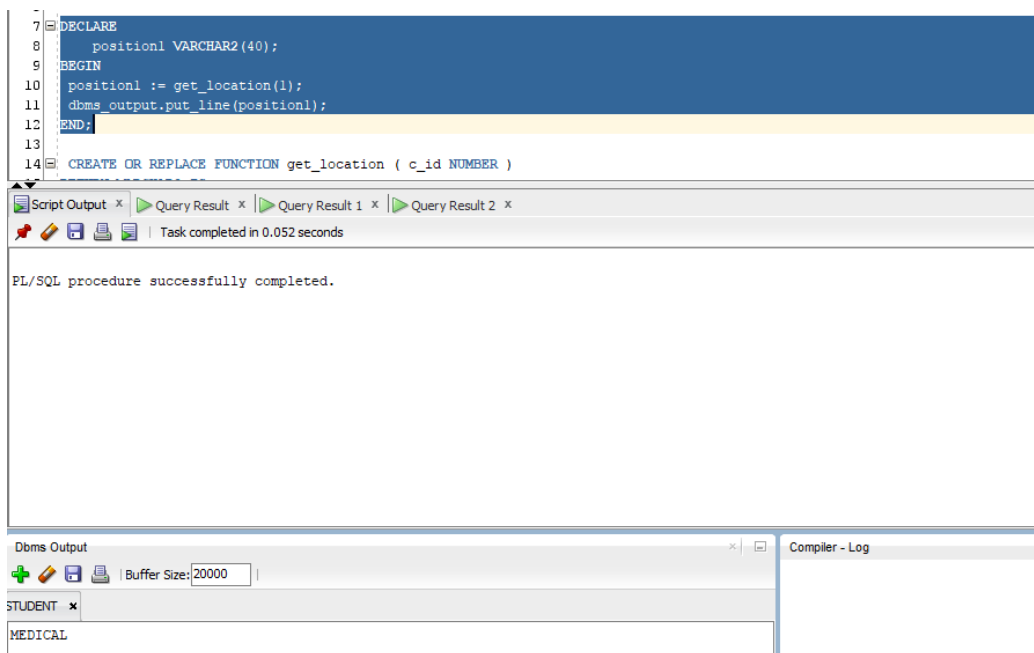 7 DECLARE
8 position1 VARCHAR2(40);
9 BEGIN
10 position1 := get_location(1);
11 dbms_output.put_line(position1);
12 END;
13
14 CREATE OR REPLACE FUNCTION get_location ( c_id NUMBER )
Script Output x Query Result x Query Result 1 x Query Result 2 x
Task completed in 0.052 seconds
PL/SQL procedure successfully completed.
Dbms Output x Compiler - Log
Buffer Size: 20000
STUDENT x
MEDICAL